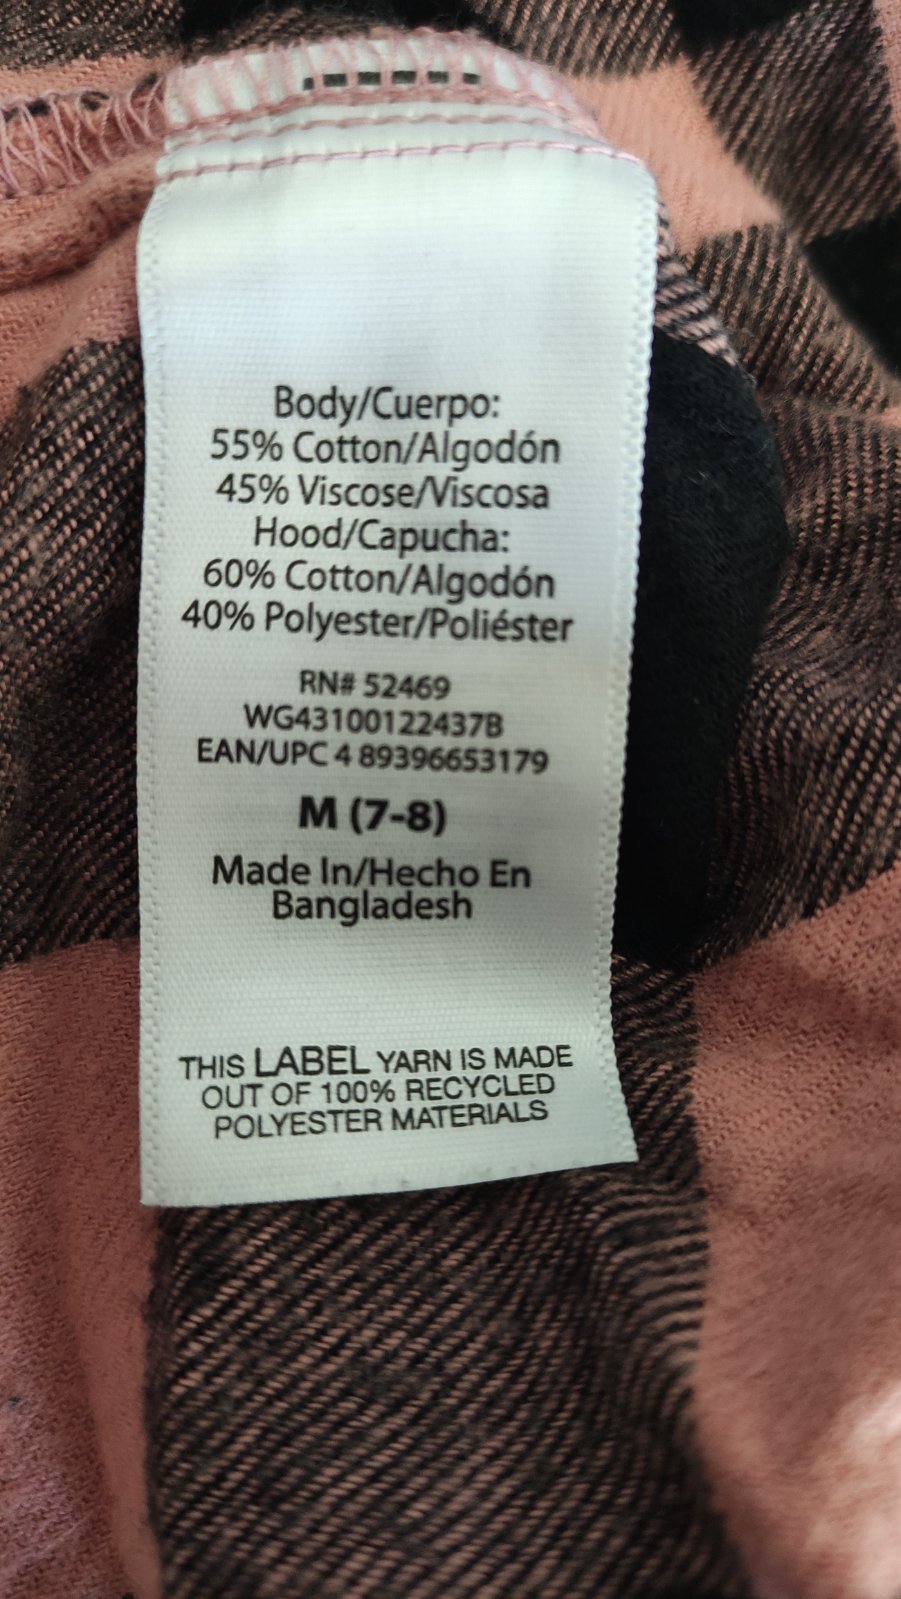 Body/Cuerpo:
55% Cotton/Algodón
45% Viscose/Viscosa
Hood/Capucha:
60% Cotton/Algodón
40% Polyester/Poliéster
RN# 52469
WG43100122437B
EAN/UPC 4 89396653179
M (7-8)
Made In/Hecho En
Bangladesh
THIS LABEL YARN IS MADE
OUT OF 100% RECYCLED
POLYESTER MATERIALS